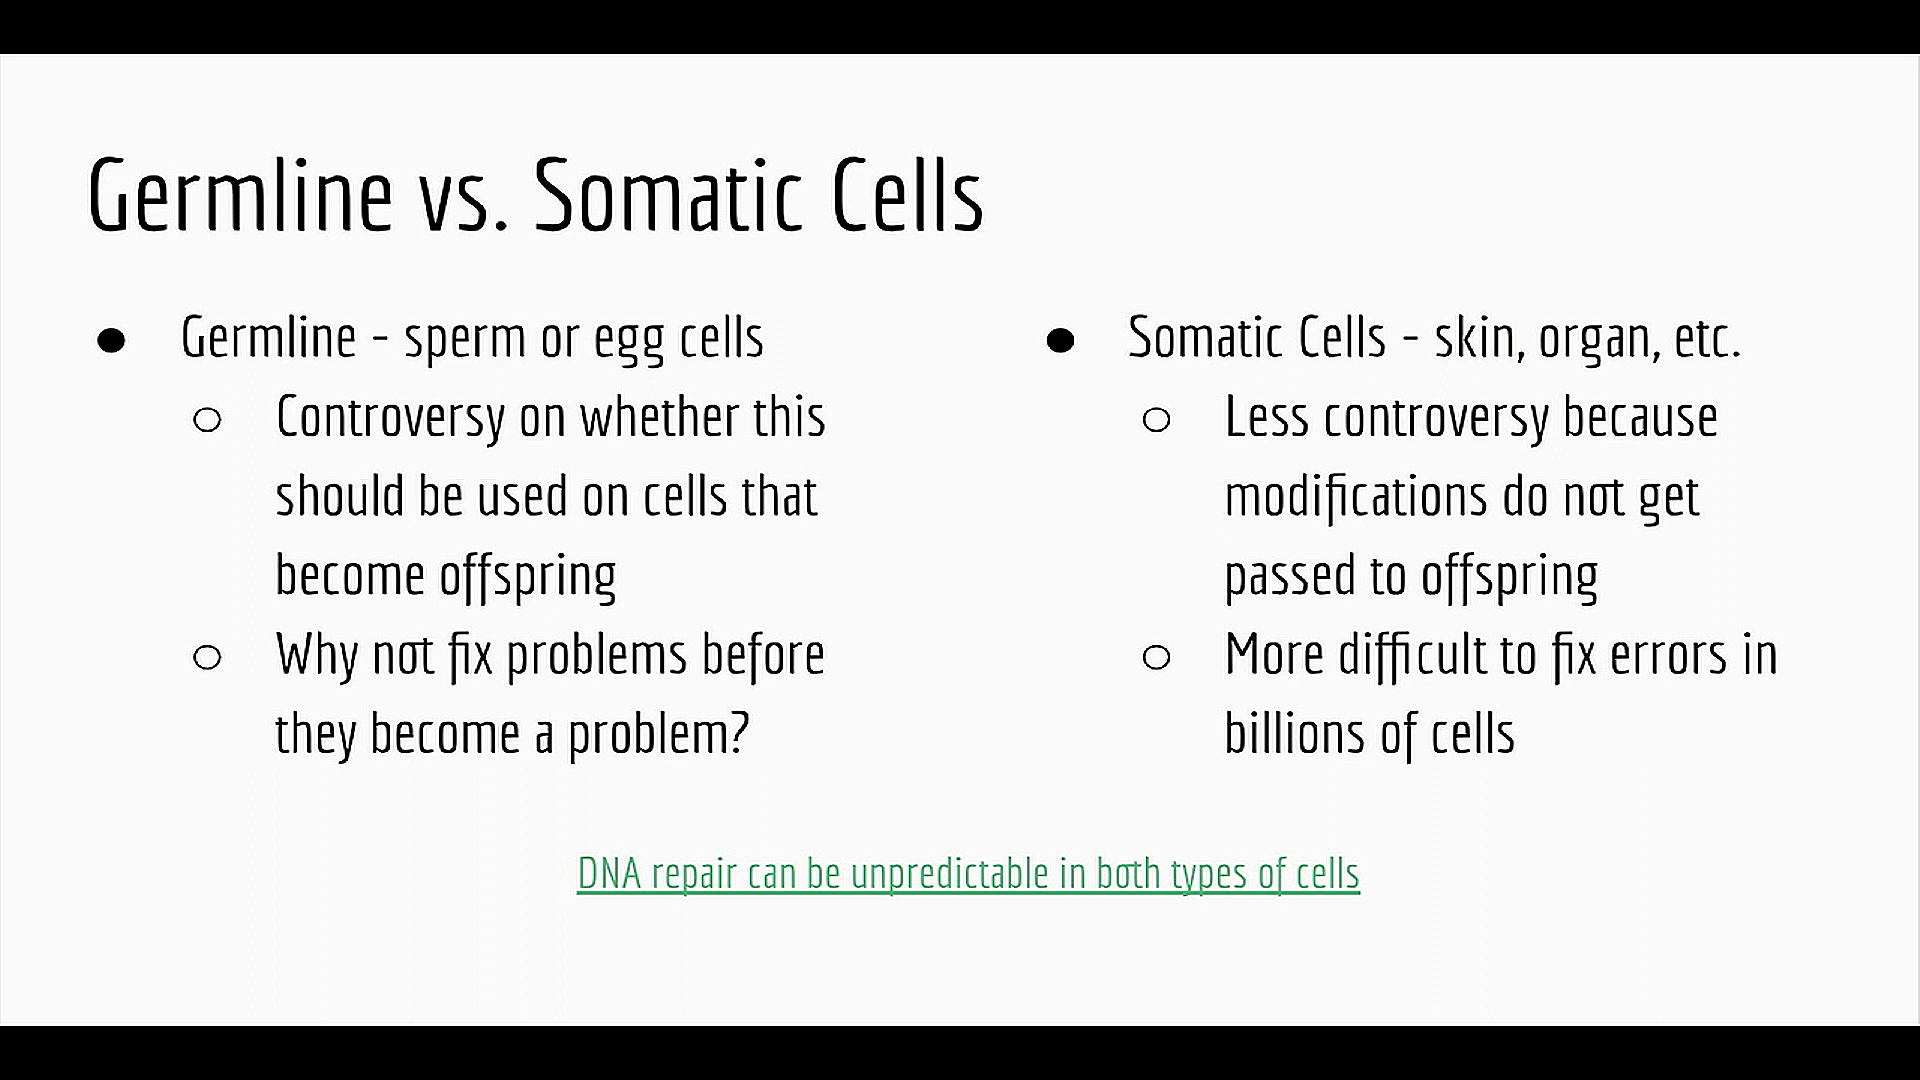 Germline vs. Somatic Cells
● Germline - sperm or egg cells
○ Controversy on whether this
should be used on cells that
become offspring
○ Why not fix problems before
they become a problem?
● Somatic Cells - skin, organ, etc.
○ Less controversy because
modifications do not get
passed to offspring
○ More difficult to fix errors in
billions of cells
DNA repair can be unpredictable in both types of cells